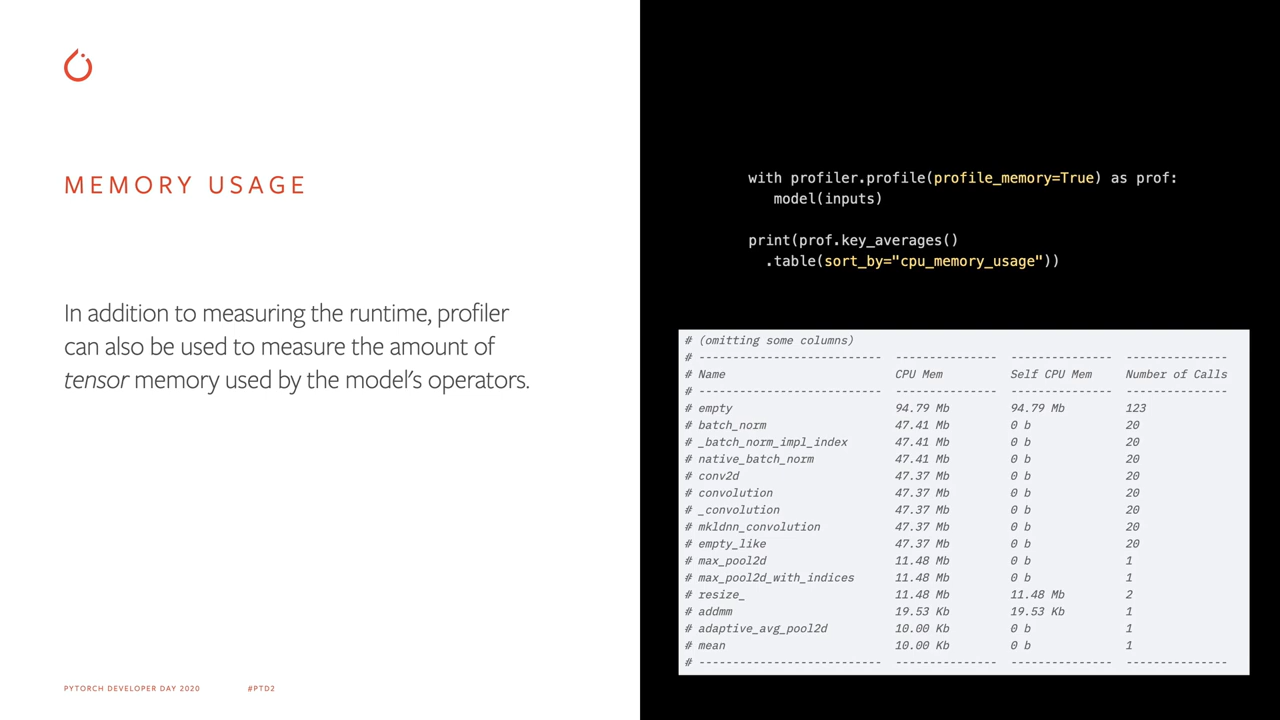 MEMORY USAGE
In addition to measuring the runtime, profiler
can also be used to measure the amount of
tensor memory used by the model's operators.
PYTORCH DEVELOPER DAY 2020 #PTD2
with profiler.profile(profile_memory=True) as prof:
   model(inputs)
print(prof.key_averages()
  .table(sort_by="cpu_memory_usage"))
# (omitting some columns)
# --------------------------- --------------- --------------- ---------------
# Name CPU Mem Self CPU Mem Number of Calls
# --------------------------- --------------- --------------- ---------------
# empty 94.79 Mb 94.79 Mb 123
# batch_norm 47.41 Mb 0 b 20
# _batch_norm_impl_index 47.41 Mb 0 b 20
# native_batch_norm 47.41 Mb 0 b 20
# conv2d 47.37 Mb 0 b 20
# convolution 47.37 Mb 0 b 20
# _convolution 47.37 Mb 0 b 20
# mkldnn_convolution 47.37 Mb 0 b 20
# empty_like 47.37 Mb 0 b 20
# max_pool2d 11.48 Mb 0 b 1
# max_pool2d_with_indices 11.48 Mb 0 b 1
# resize_ 11.48 Mb 11.48 Mb 2
# addmm 19.53 Kb 19.53 Kb 1
# adaptive_avg_pool2d 10.00 Kb 0 b 1
# mean 10.00 Kb 0 b 1
# --------------------------- --------------- --------------- ---------------